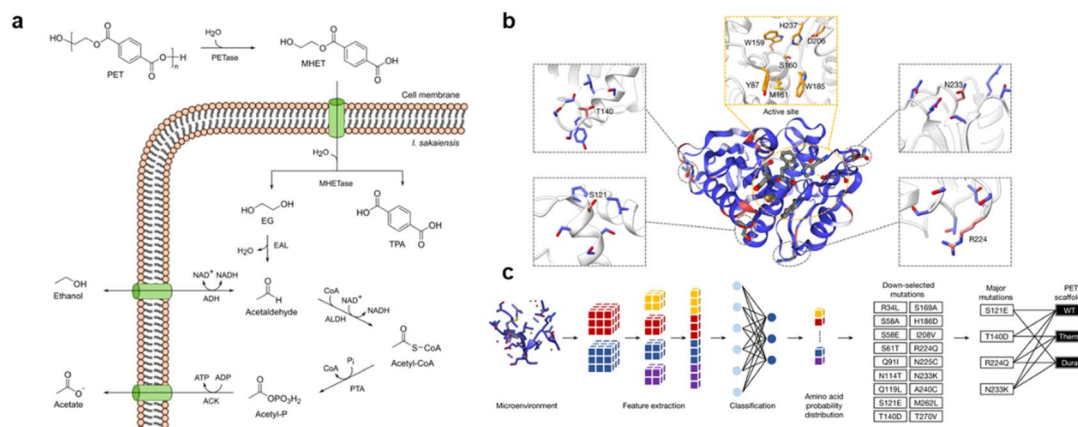 a
HO
O
O
O
O
H
n
PET
H₂O
PETase
HO
O
O
OH
O
MHET
Cell membrane
I. sakaiensis
H₂O
MHETase
HO
OH
EG
O
HO
OH
O
TPA
H₂O
EAL
OH
Ethanol
NAD⁺ NADH
ADH
O
H
Acetaldehyde
CoA
NAD⁺
NADH
ALDH
O
S–CoA
Acetyl-CoA
Pi
CoA
PTA
O
OPO₃H₂
Acetyl-P
ATP ADP
ACK
O
O⁻
Acetate
b
H237
W159
D206
S160
Y87
M161
W185
Active site
T140
N233
S121
R224
c
Microenvironment
Feature extraction
Classification
Amino acid
probability
distribution
Down-selected
mutations
R34L S169A
S58A H186D
S58E I208V
S61T R224Q
Q91I N225C
N114T N233K
Q119L A240C
S121E M262L
T140D T270V
Major
mutations
S121E
T140D
R224Q
N233K
WT